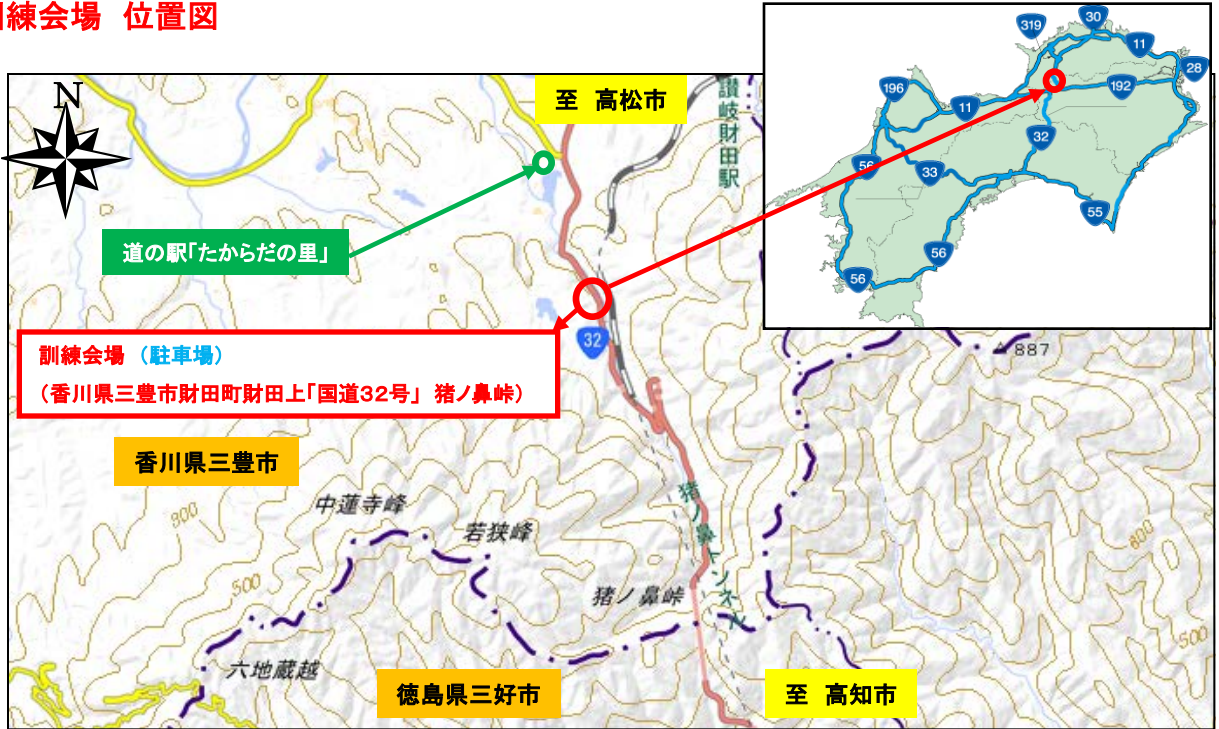 訓練会場 位置図
N
至 高松市
讃岐財田駅
319
30
11
28
196
11
192
32
56
33
55
56
56
道の駅「たからだの里」
32
訓練会場 （駐車場）
（香川県三豊市財田町財田上「国道32号」 猪ノ鼻峠）
887
香川県三豊市
中蓮寺峰
若狭峰
猪ノ鼻トンネル
猪ノ鼻峠
500
600
500
六地蔵越
徳島県三好市
至 高知市